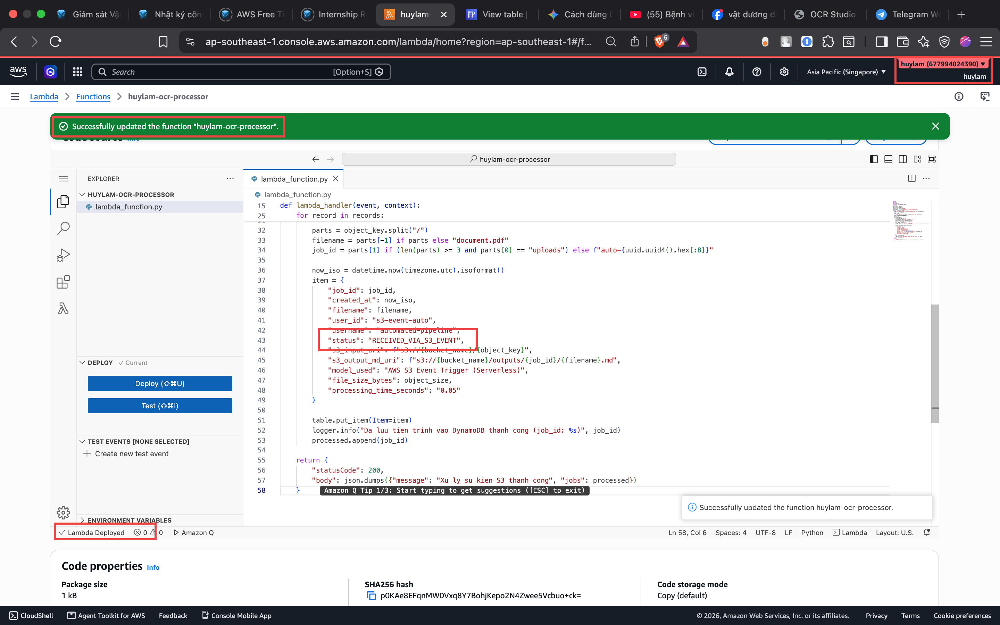 Giám sát Vậ
Nhật ký côn
AWS Free Ti
Internship R
huylam-
View table |
Cách dùng
(55) Bệnh vi
vật dương đ
OCR Studio
Telegram We
ap-southeast-1.console.aws.amazon.com/lambda/home?region=ap-southeast-1#/f...
5
aws
Search
[Option+S]
Asia Pacific (Singapore)
huylam (677994024390)
huylam
Lambda
Functions
huylam-ocr-processor
Successfully updated the function "huylam-ocr-processor".
Code source Info
huylam-ocr-processor
EXPLORER
HUYLAM-OCR-PROCESSOR
lambda_function.py
DEPLOY Current
Deploy (⇧⌘U)
Test (⇧⌘I)
TEST EVENTS [NONE SELECTED]
Create new test event
ENVIRONMENT VARIABLES
lambda_function.py
lambda_function.py
15 def lambda_handler(event, context):
25 for record in records:
31
32 parts = object_key.split("/")
33 filename = parts[-1] if parts else "document.pdf"
34 job_id = parts[1] if (len(parts) >= 3 and parts[0] == "uploads") else f"auto-{uuid.uuid4().hex[:8]}"
35
36 now_iso = datetime.now(timezone.utc).isoformat()
37 item = {
38 "job_id": job_id,
39 "created_at": now_iso,
40 "filename": filename,
41 "user_id": "s3-event-auto",
42 "username": "automated-pipeline",
43 "status": "RECEIVED_VIA_S3_EVENT",
44 "s3_input_uri": f"s3://{bucket_name}/{object_key}",
45 "s3_output_md_uri": f"s3://{bucket_name}/outputs/{job_id}/{filename}.md",
46 "model_used": "AWS S3 Event Trigger (Serverless)",
47 "file_size_bytes": object_size,
48 "processing_time_seconds": "0.05"
49 }
50
51 table.put_item(Item=item)
52 logger.info("Da luu tien trinh vao DynamoDB thanh cong (job_id: %s)", job_id)
53 processed.append(job_id)
54
55 return {
56 "statusCode": 200,
57 "body": json.dumps({"message": "Xu ly su kien S3 thanh cong", "jobs": processed})
58 } Amazon Q Tip 1/3: Start typing to get suggestions ([ESC] to exit)
Successfully updated the function huylam-ocr-processor.
Lambda Deployed 0 0 Amazon Q
Ln 58, Col 6 Spaces: 4 UTF-8 LF Python Lambda Layout: U.S.
Code properties Info
Package size
1 kB
SHA256 hash
p0KAe8EFqnMW0Vxq8Y7BohjKepo2N4Zwee5Vcbuo+ck=
Code storage mode
Copy (default)
CloudShell
Agent Toolkit for AWS
Feedback
Console Mobile App
© 2026, Amazon Web Services, Inc. or its affiliates.
Privacy
Terms
Cookie preferences